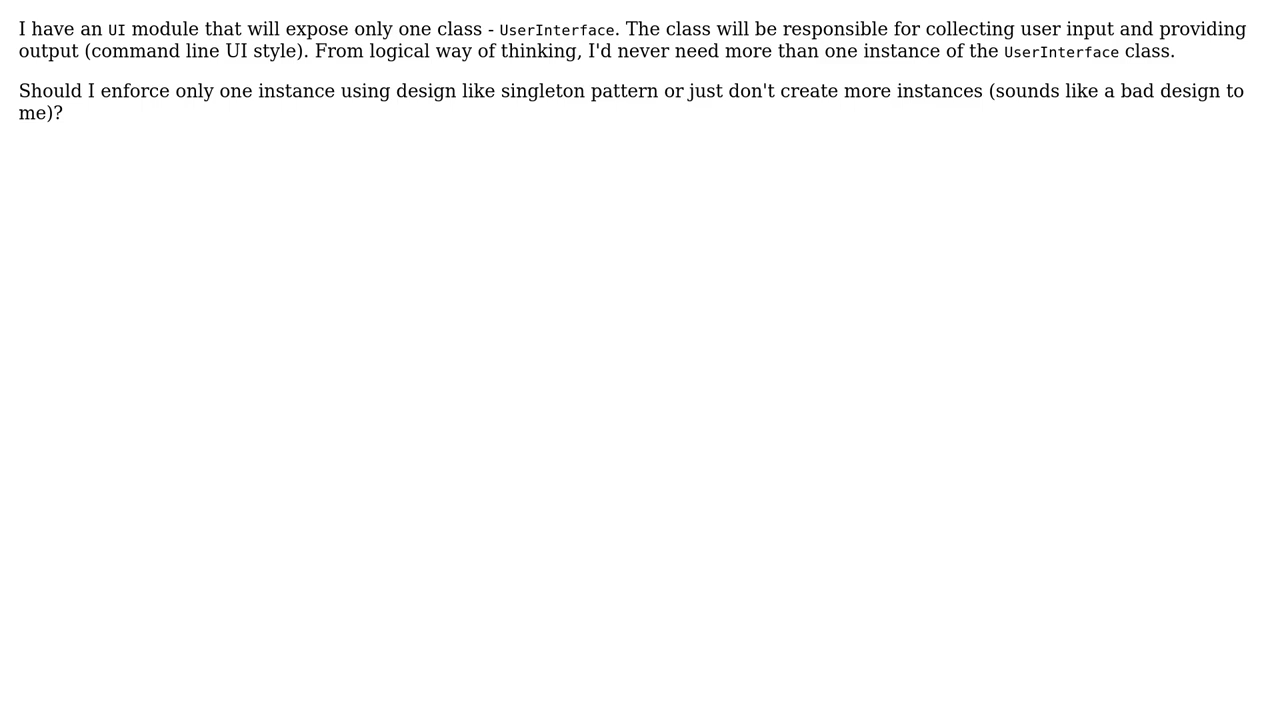 I have an UI module that will expose only one class - UserInterface. The class will be responsible for collecting user input and providing
output (command line UI style). From logical way of thinking, I'd never need more than one instance of the UserInterface class.
Should I enforce only one instance using design like singleton pattern or just don't create more instances (sounds like a bad design to
me)?